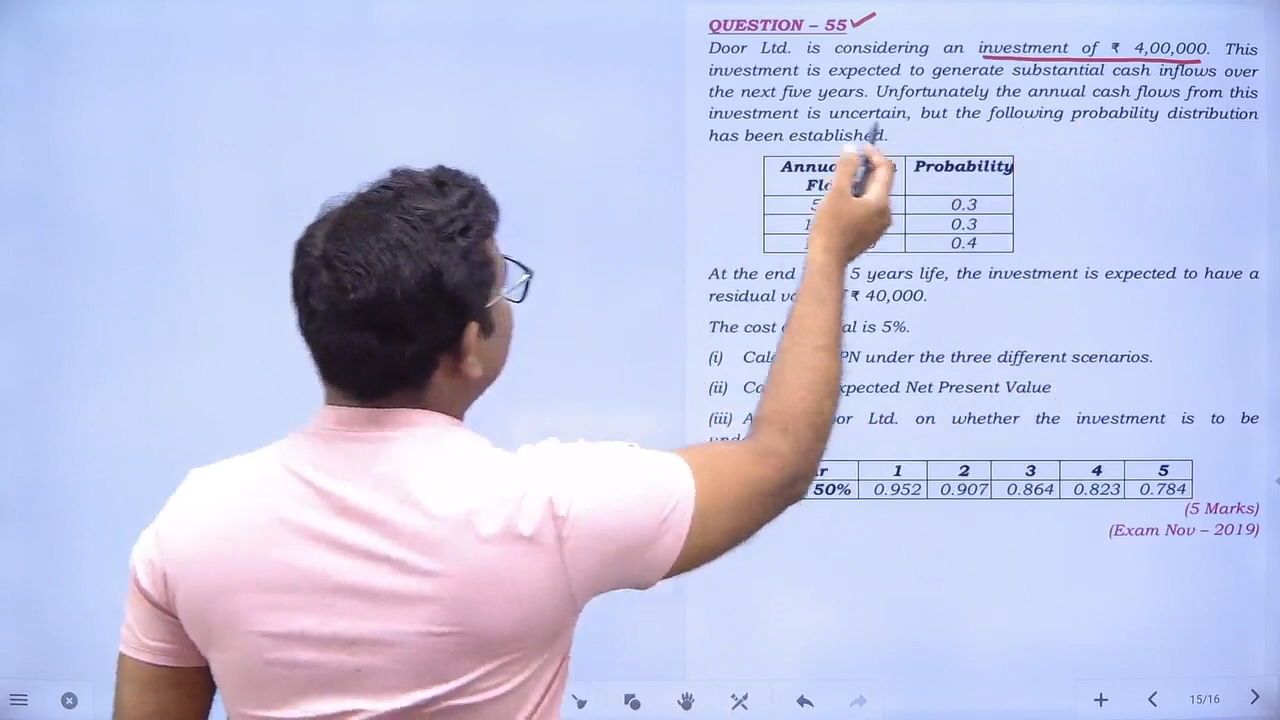 QUESTION – 55
Door Ltd. is considering an investment of ₹ 4,00,000. This
investment is expected to generate substantial cash inflows over
the next five years. Unfortunately the annual cash flows from this
investment is uncertain, but the following probability distribution
has been established.
Probability
0.3
0.3
0.4
At the end 5 years life, the investment is expected to have a
residual ₹ 40,000.
The cost is 5%.
(i) PN under the three different scenarios.
(ii) Net Present Value
(iii) Ltd. on whether the investment is to be
1 2 3 4 5
50% 0.952 0.907 0.864 0.823 0.784
(5 Marks)
(Exam Nov – 2019)
15/16